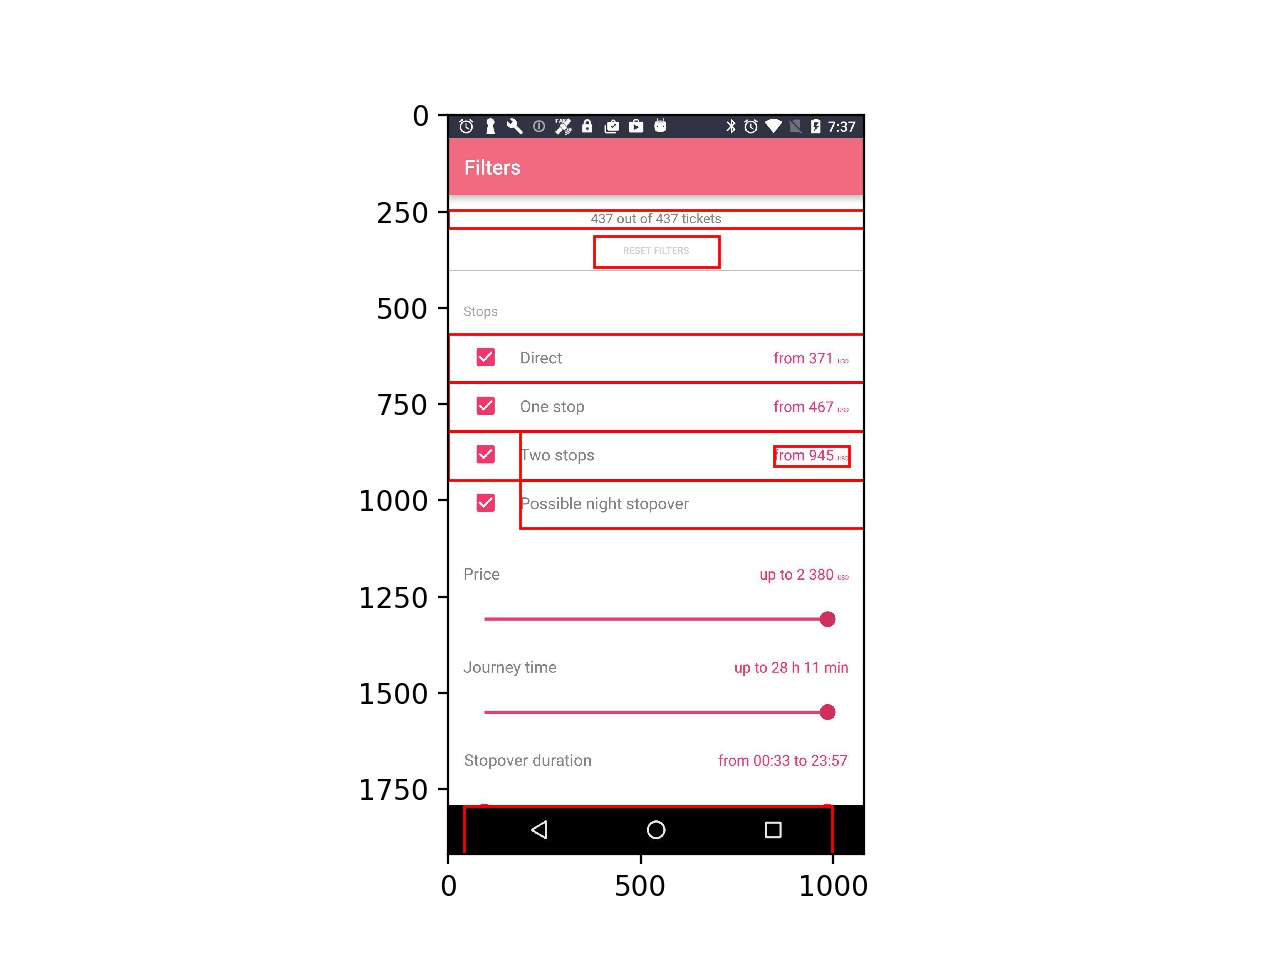 0
7:37
Filters
250
437 out of 437 tickets
RESET FILTERS
500
Stops
Direct from 371 USD
750
One stop from 467 USD
Two stops from 945 USD
1000
Possible night stopover
Price up to 2 380 USD
1250
Journey time up to 28 h 11 min
1500
Stopover duration from 00:33 to 23:57
1750
0 500 1000